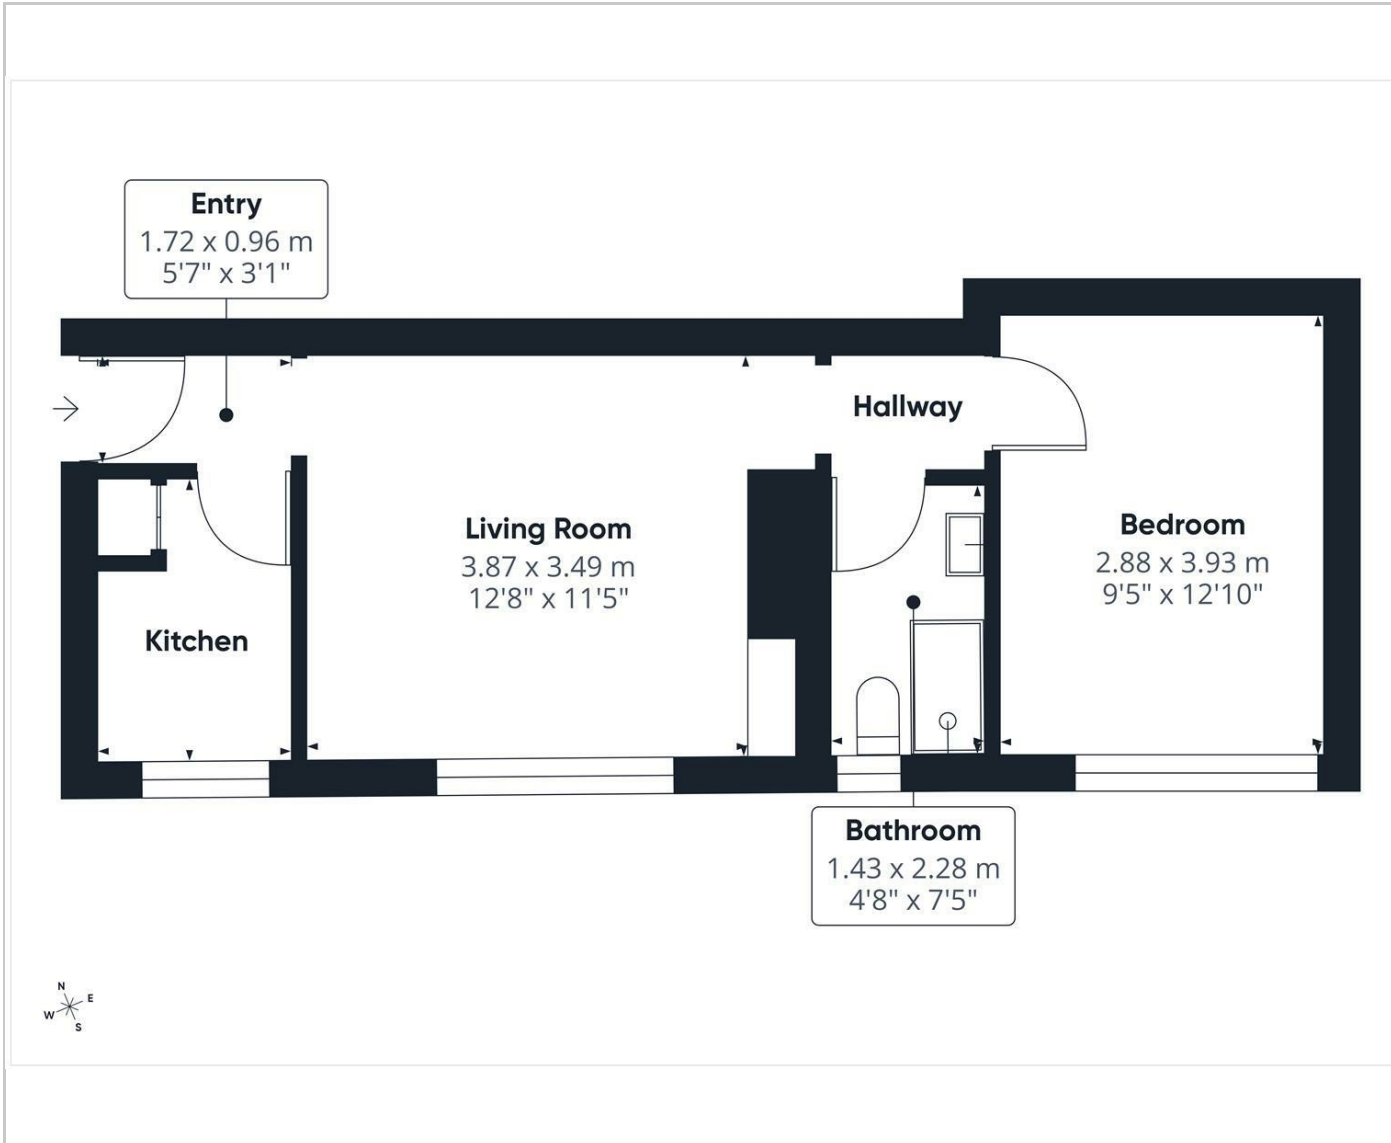 Entry
1.72 x 0.96 m
5'7" x 3'1"
Hallway
Living Room
3.87 x 3.49 m
12'8" x 11'5"
Bedroom
2.88 x 3.93 m
9'5" x 12'10"
Kitchen
Bathroom
1.43 x 2.28 m
4'8" x 7'5"
N
E
W
S